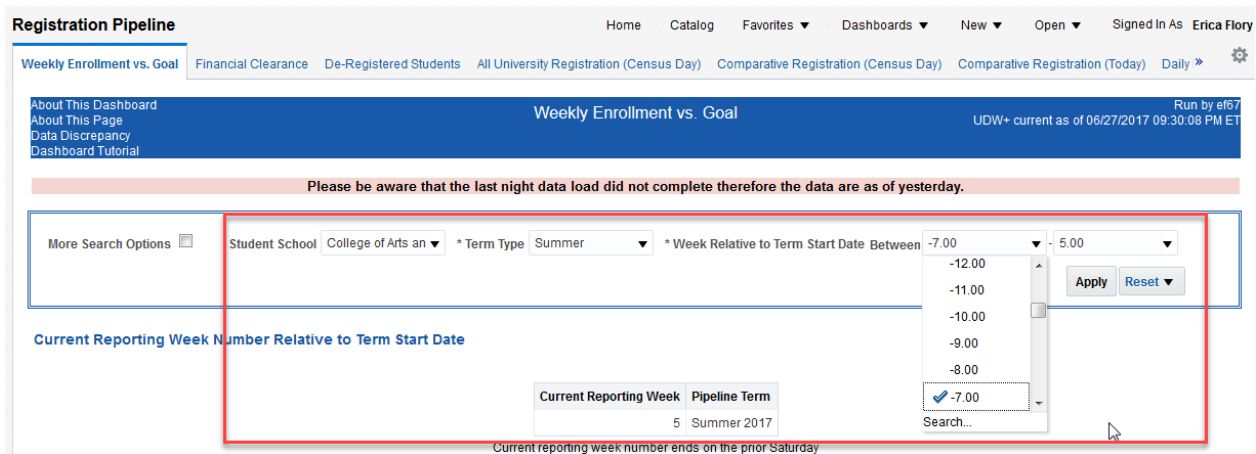 Registration Pipeline Home Catalog Favorites Dashboards New Open Signed In As Erica Flory
Weekly Enrollment vs. Goal Financial Clearance De-Registered Students All University Registration (Census Day) Comparative Registration (Census Day) Comparative Registration (Today) Daily »
About This Dashboard
About This Page
Data Discrepancy
Dashboard Tutorial
Weekly Enrollment vs. Goal
Run by ef67
UDW+ current as of 06/27/2017 09:30:08 PM ET
Please be aware that the last night data load did not complete therefore the data are as of yesterday.
More Search Options Student School College of Arts an * Term Type Summer * Week Relative to Term Start Date Between -7.00 - 5.00
-12.00
-11.00
-10.00
-9.00
-8.00
-7.00
Search...
Apply Reset
Current Reporting Week Number Relative to Term Start Date
Current Reporting Week Pipeline Term
5 Summer 2017
Current reporting week number ends on the prior Saturday